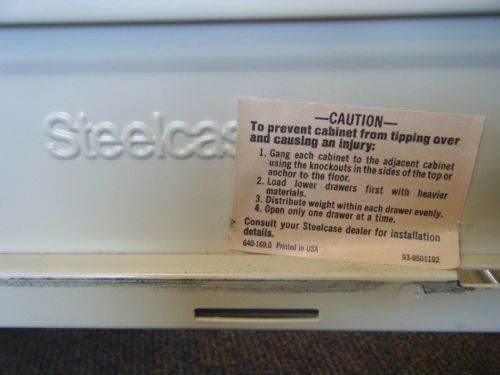 Steelcase
—CAUTION—
To prevent cabinet from tipping over
and causing an injury:
1. Gang each cabinet to the adjacent cabinet
using the knockouts in the sides of the top or
anchor to the floor.
2. Load lower drawers first with heavier
materials.
3. Distribute weight within each drawer evenly.
4. Open only one drawer at a time.
Consult your Steelcase dealer for installation
details.
640-169.0 Printed in USA 93-9501192